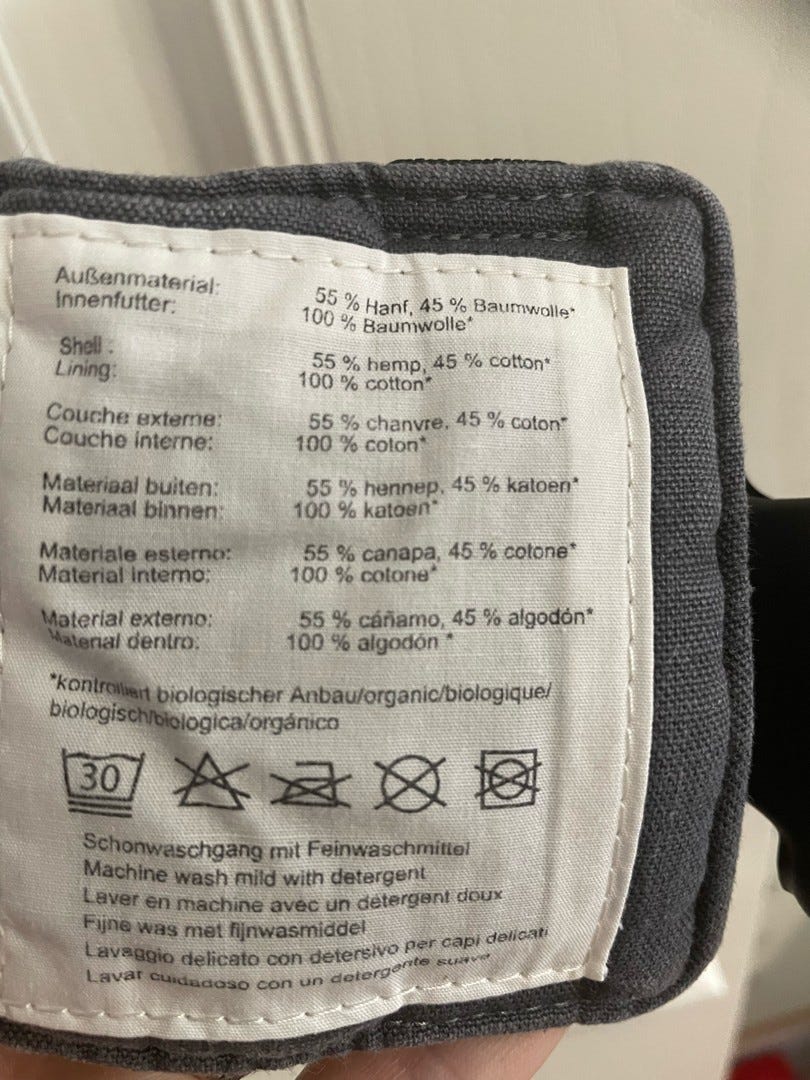 Außenmaterial: 55 % Hanf, 45 % Baumwolle*
Innenfutter: 100 % Baumwolle*
Shell : 55 % hemp, 45 % cotton*
Lining: 100 % cotton*
Couche externe: 55 % chanvre, 45 % coton*
Couche interne: 100 % coton*
Materiaal buiten: 55 % hennep, 45 % katoen*
Materiaal binnen: 100 % katoen*
Materiale esterno: 55 % canapa, 45 % cotone*
Material interno: 100 % cotone*
Material externo: 55 % cáñamo, 45 % algodón*
Material dentro: 100 % algodón *
*kontrolliert biologischer Anbau/organic/biologique/
biologisch/biologica/orgánico
30
Schonwaschgang mit Feinwaschmittel
Machine wash mild with detergent
Laver en machine avec un détergent doux
Fijne was met fijnwasmiddel
Lavaggio delicato con detersivo per capi delicati
Lavar cuidadoso con un detergente suave